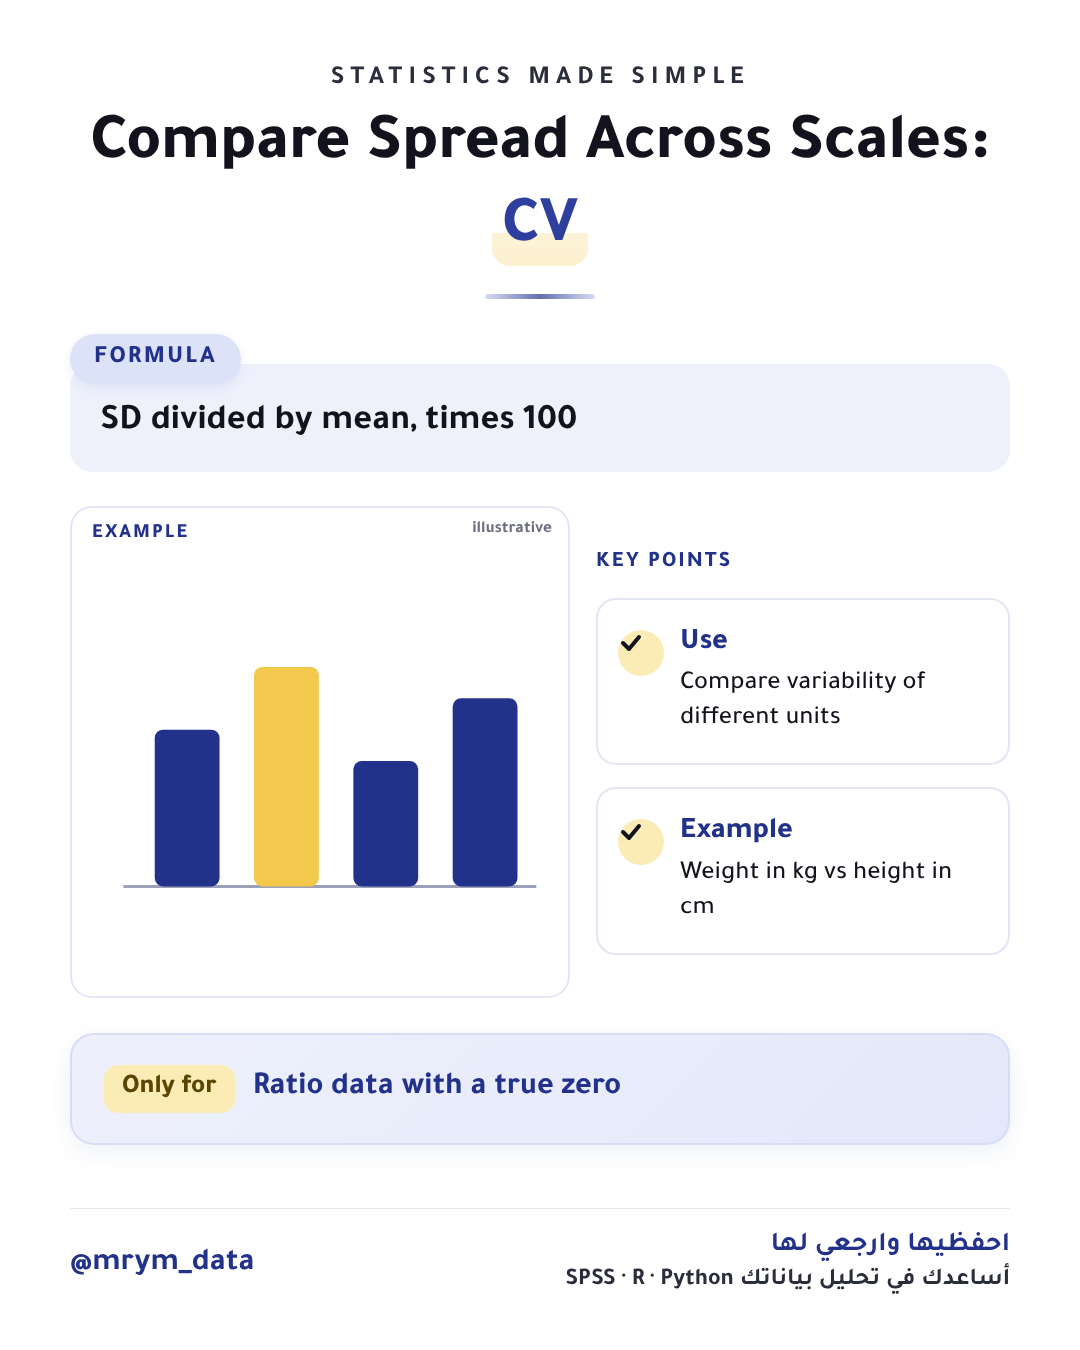 STATISTICS MADE SIMPLE
Compare Spread Across Scales:
CV
FORMULA
SD divided by mean, times 100
EXAMPLE
illustrative
KEY POINTS
Use
Compare variability of
different units
Example
Weight in kg vs height in
cm
Only for
Ratio data with a true zero
@mrym_data
احفظيها وارجعي لها
أساعدك في تحليل بياناتك SPSS · R · Python